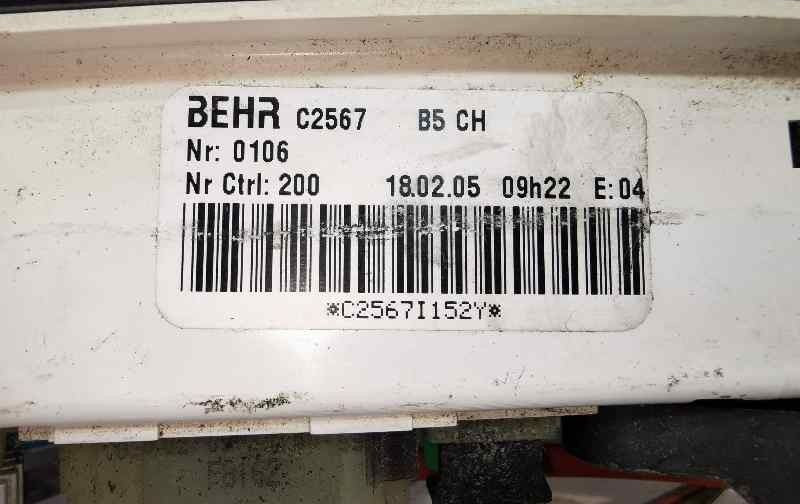 BEHR C2567 B5 CH
Nr: 0106
Nr Ctrl: 200 18.02.05 09h22 E: 04
*C2567I152Y*